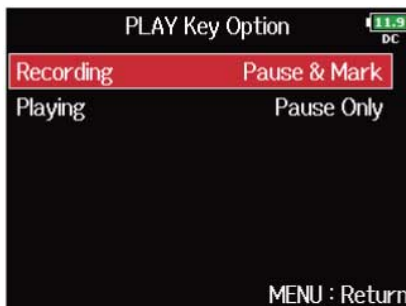 PLAY Key Option
11.9
DC
Recording Pause & Mark
Playing Pause Only
MENU : Return